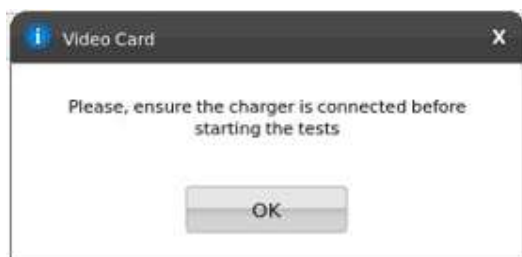 Video Card X
Please, ensure the charger is connected before
starting the tests
OK